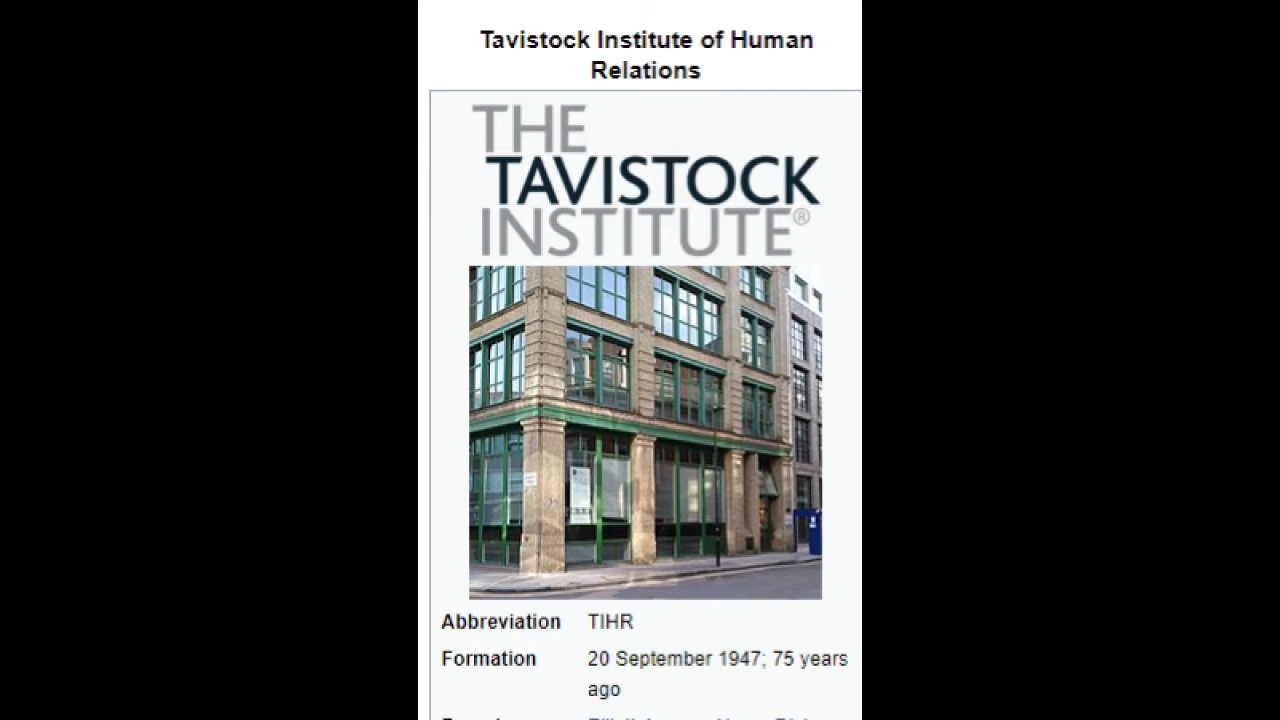 Tavistock Institute of Human
Relations
THE
TAVISTOCK
INSTITUTE®
Abbreviation TIHR
Formation 20 September 1947; 75 years
ago